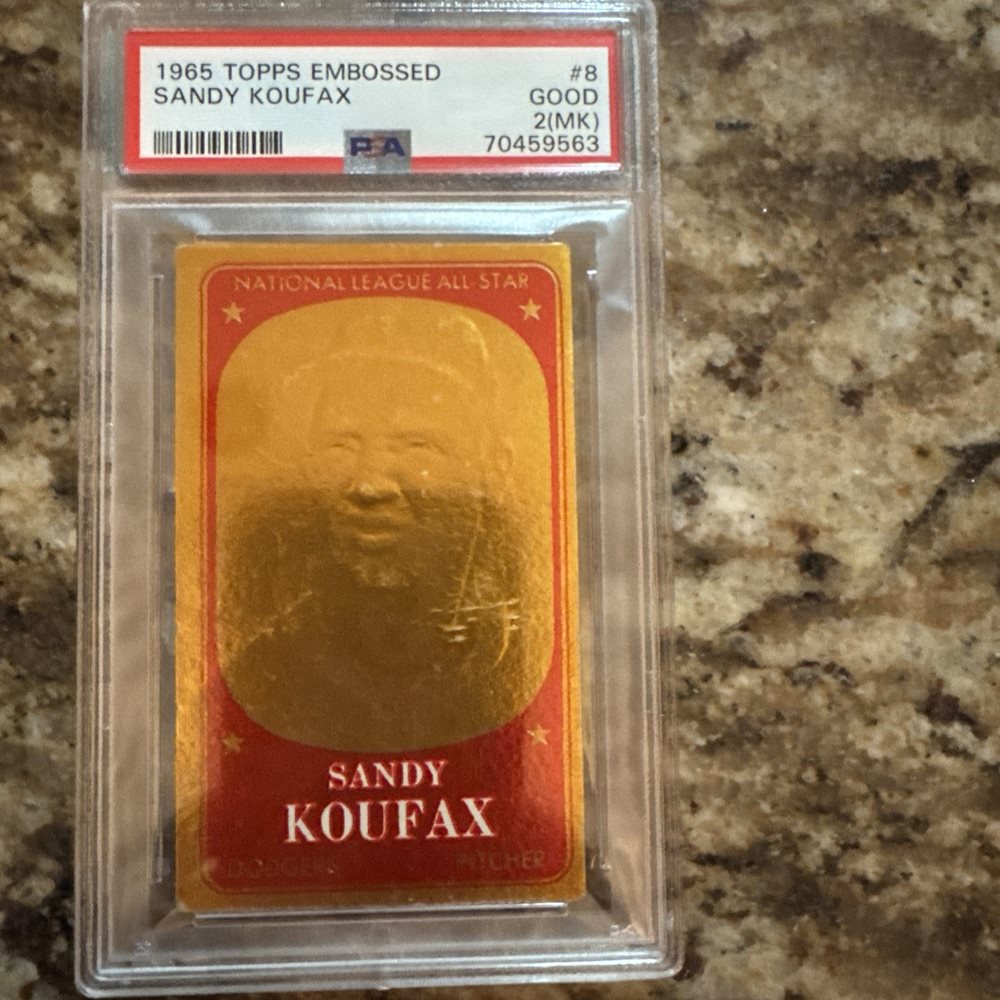 1965 TOPPS EMBOSSED #8
SANDY KOUFAX GOOD
2(MK)
PSA 70459563
NATIONAL LEAGUE ALL-STAR
SANDY
KOUFAX
DODGERS PITCHER